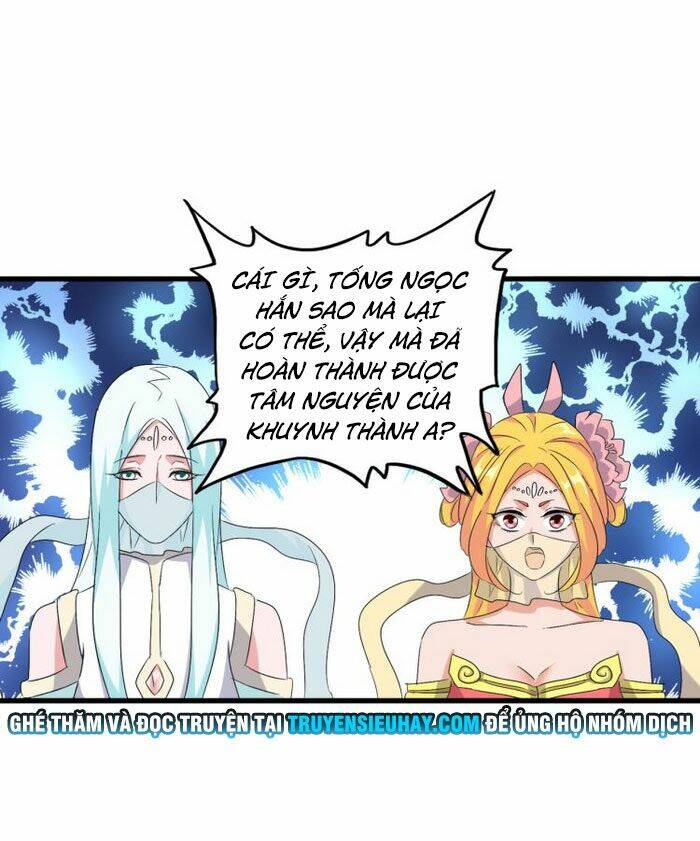 CÁI GÌ, TỐNG NGỌC
HẮN SAO MÀ LẠI
CÓ THỂ, VẬY MÀ ĐÃ
HOÀN THÀNH ĐƯỢC
TÂM NGUYỆN CỦA
KHUYNH THÀNH A?
GHÉ THĂM VÀ ĐỌC TRUYỆN TẠI TRUYENSIEUHAY.COM ĐỂ ỦNG HỘ NHÓM DỊCH